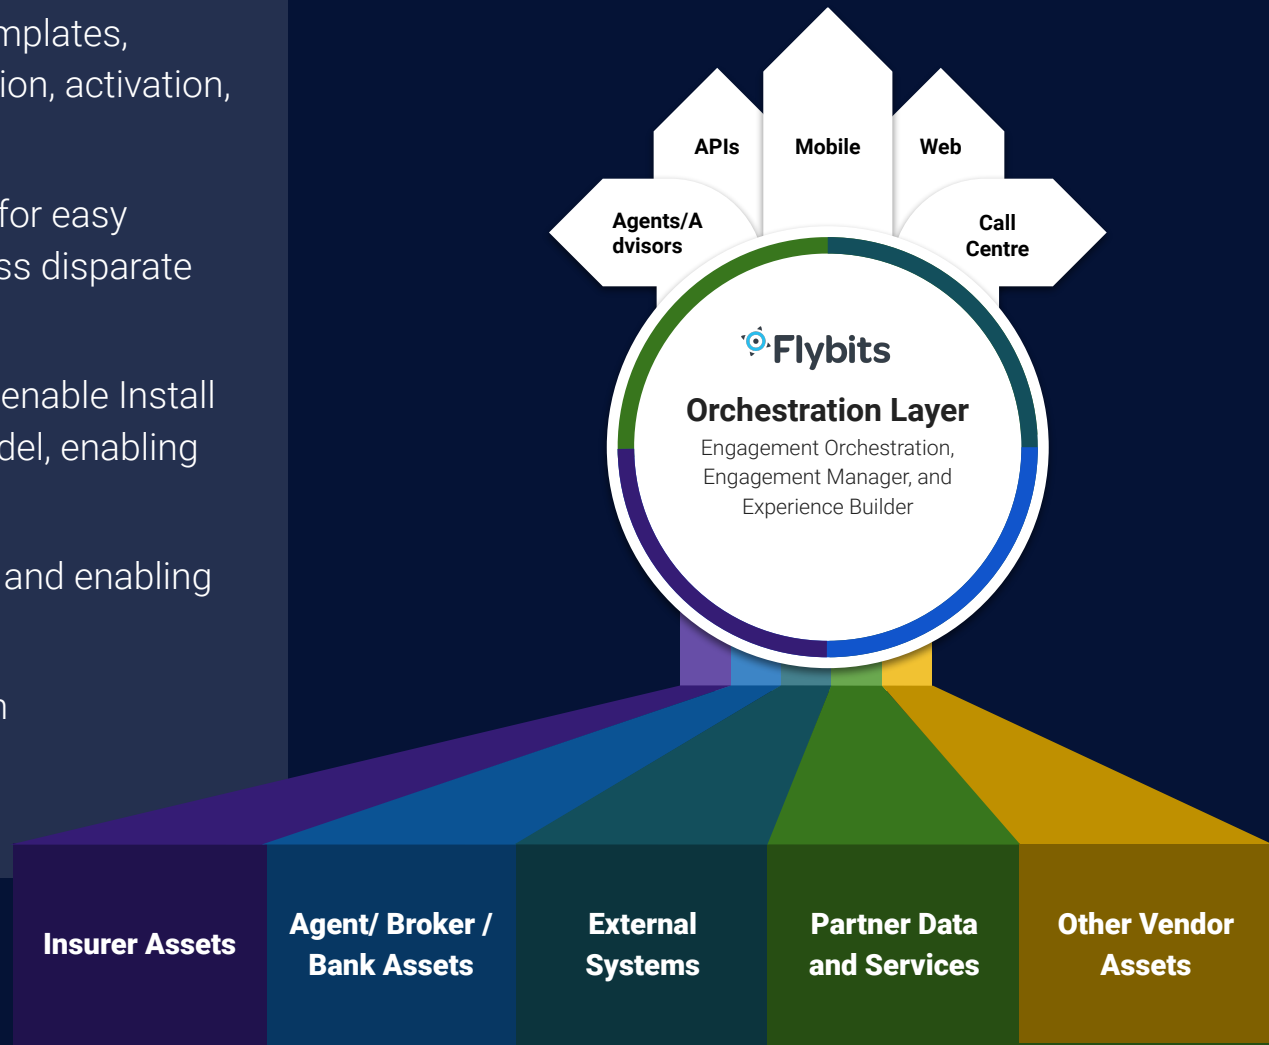 mplates,
ion, activation,
for easy
ss disparate
enable Install
del, enabling
and enabling
n
APIs
Mobile
Web
Agents/A
dvisors
Call
Centre
Flybits
Orchestration Layer
Engagement Orchestration,
Engagement Manager, and
Experience Builder
Insurer Assets
Agent/ Broker /
Bank Assets
External
Systems
Partner Data
and Services
Other Vendor
Assets